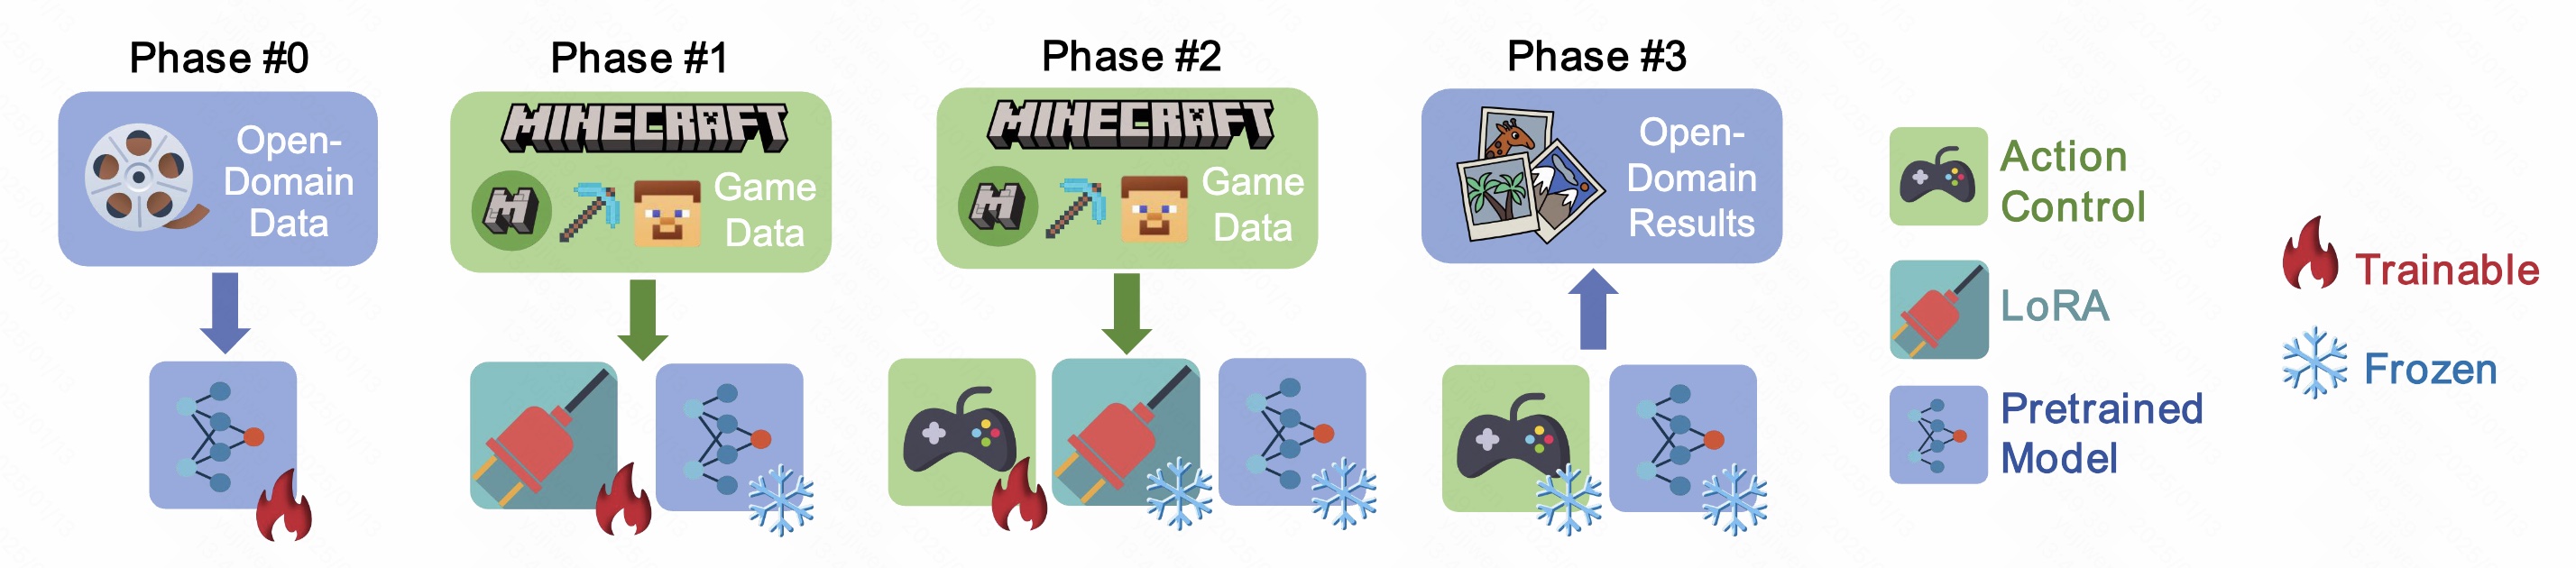 Phase #0
Open-
Domain
Data
Phase #1
MINECRAFT
Game
Data
Phase #2
MINECRAFT
Game
Data
Phase #3
Open-
Domain
Results
Action
Control
LoRA
Pretrained
Model
Trainable
Frozen